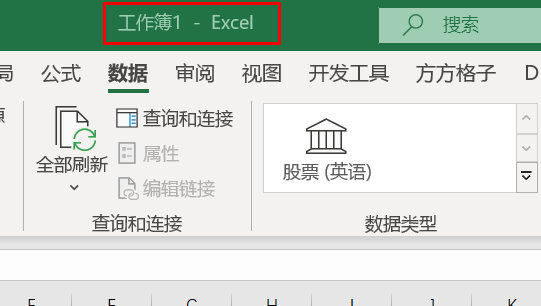 工作簿1 - Excel
搜索
局 公式 数据 审阅 视图 开发工具 方方格子 D
全部刷新
查询和连接
属性
编辑链接
查询和连接
股票 (英语)
数据类型
E F G H I J K